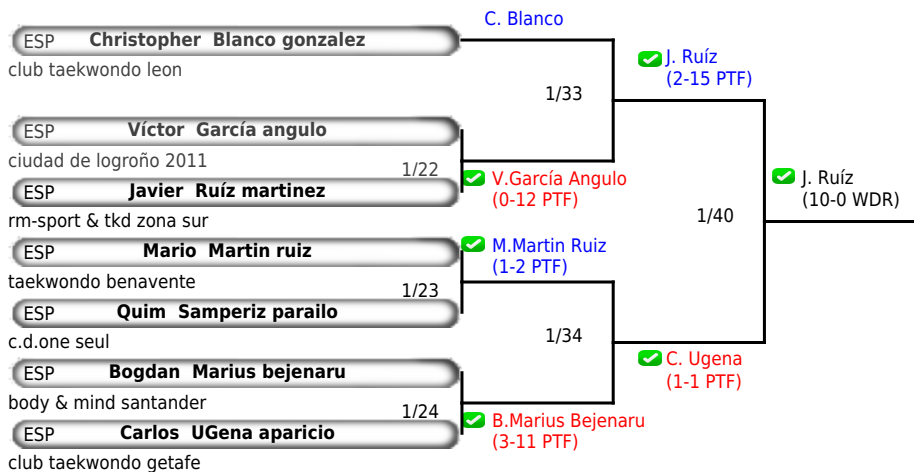 C. Blanco
ESP Christopher Blanco gonzalez
club taekwondo leon
J. Ruíz
(2-15 PTF)
1/33
ESP Víctor García angulo
ciudad de logroño 2011
1/22
ESP Javier Ruíz martinez
rm-sport & tkd zona sur
V.García Angulo
(0-12 PTF)
J. Ruíz
(10-0 WDR)
1/40
ESP Mario Martin ruiz
taekwondo benavente
M.Martin Ruiz
(1-2 PTF)
1/23
ESP Quim Samperiz parailo
c.d.one seul
1/34
C. Ugena
(1-1 PTF)
ESP Bogdan Marius bejenaru
body & mind santander
1/24
ESP Carlos UGena aparicio
club taekwondo getafe
B.Marius Bejenaru
(3-11 PTF)